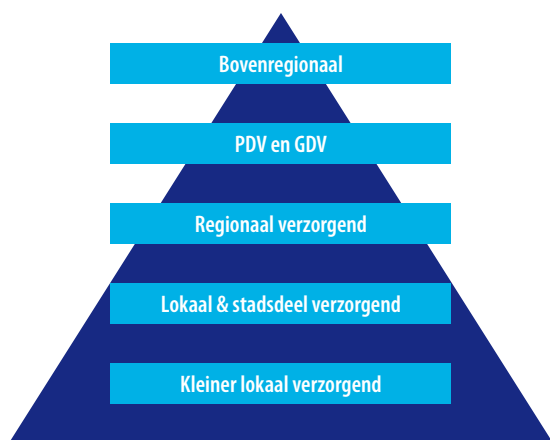 Bovenregionaal
PDV en GDV
Regionaal verzorgend
Lokaal & stadsdeel verzorgend
Kleiner lokaal verzorgend